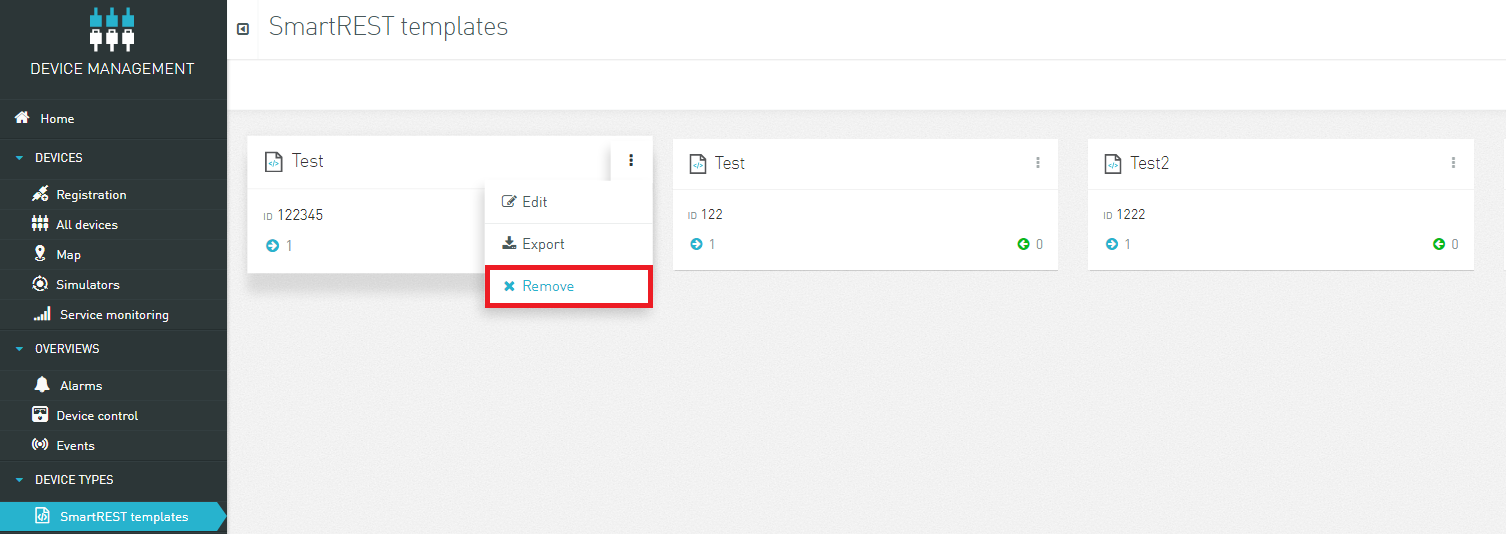 DEVICE MANAGEMENT
Home
DEVICES
Registration
All devices
Map
Simulators
Service monitoring
OVERVIEWS
Alarms
Device control
Events
DEVICE TYPES
SmartREST templates
SmartREST templates
Test
ID 122345
1
Edit
Export
Remove
Test
ID 122
1 0
Test2
ID 1222
1 0